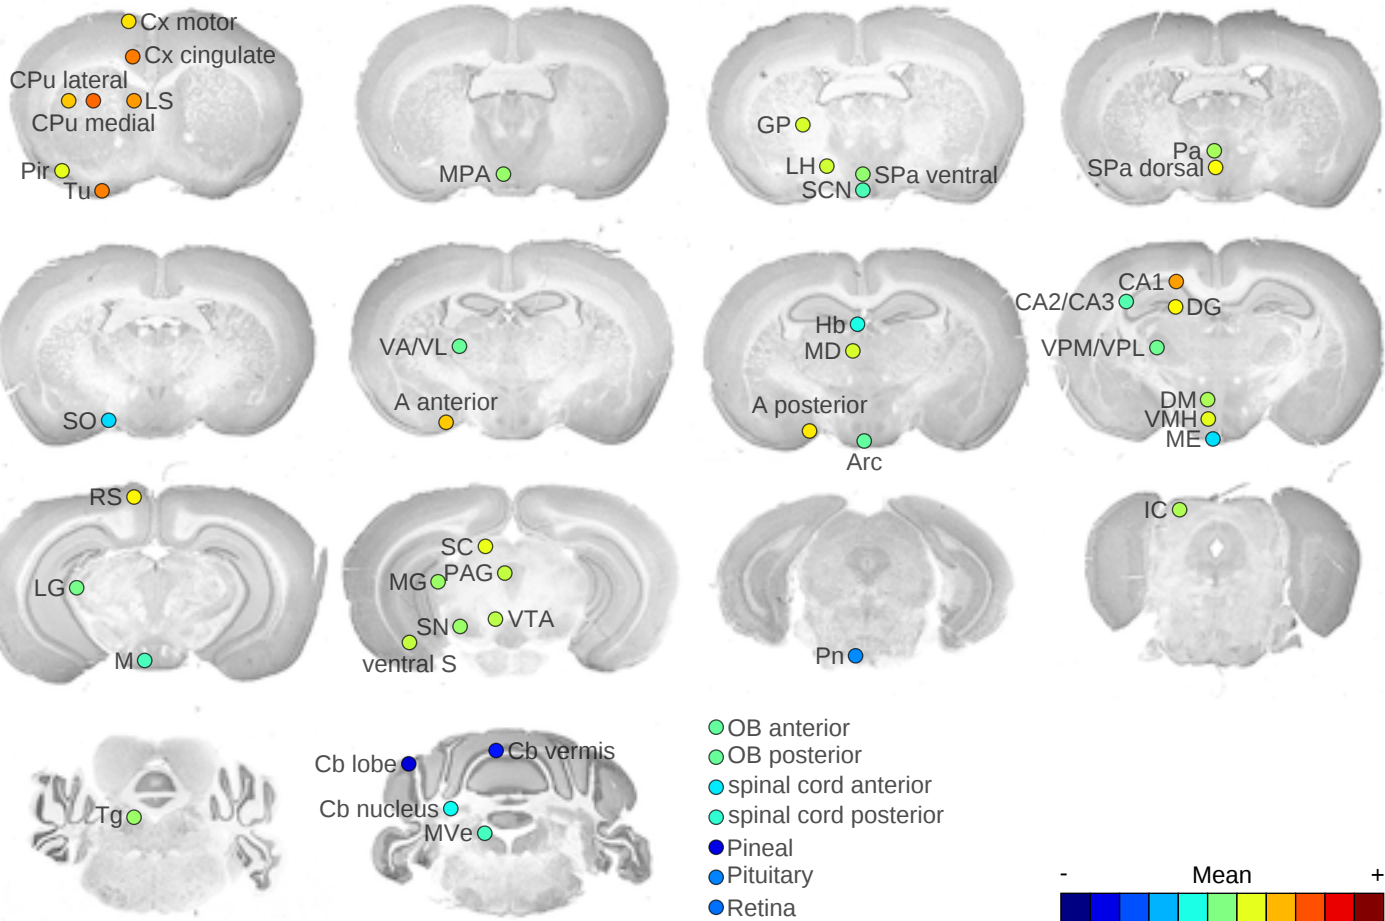 Cx motor
Cx cingulate
CPu lateral
LS
CPu medial
Pir
Tu
MPA
GP
LH
SPa ventral
SCN
Pa
SPa dorsal
SO
VA/VL
A anterior
Hb
MD
A posterior
Arc
CA1
CA2/CA3
DG
VPM/VPL
DM
VMH
ME
RS
LG
M
SC
MG
PAG
SN
VTA
ventral S
Pn
IC
Tg
Cb lobe
Cb vermis
Cb nucleus
MVe
OB anterior
OB posterior
spinal cord anterior
spinal cord posterior
Pineal
Pituitary
Retina
- Mean +